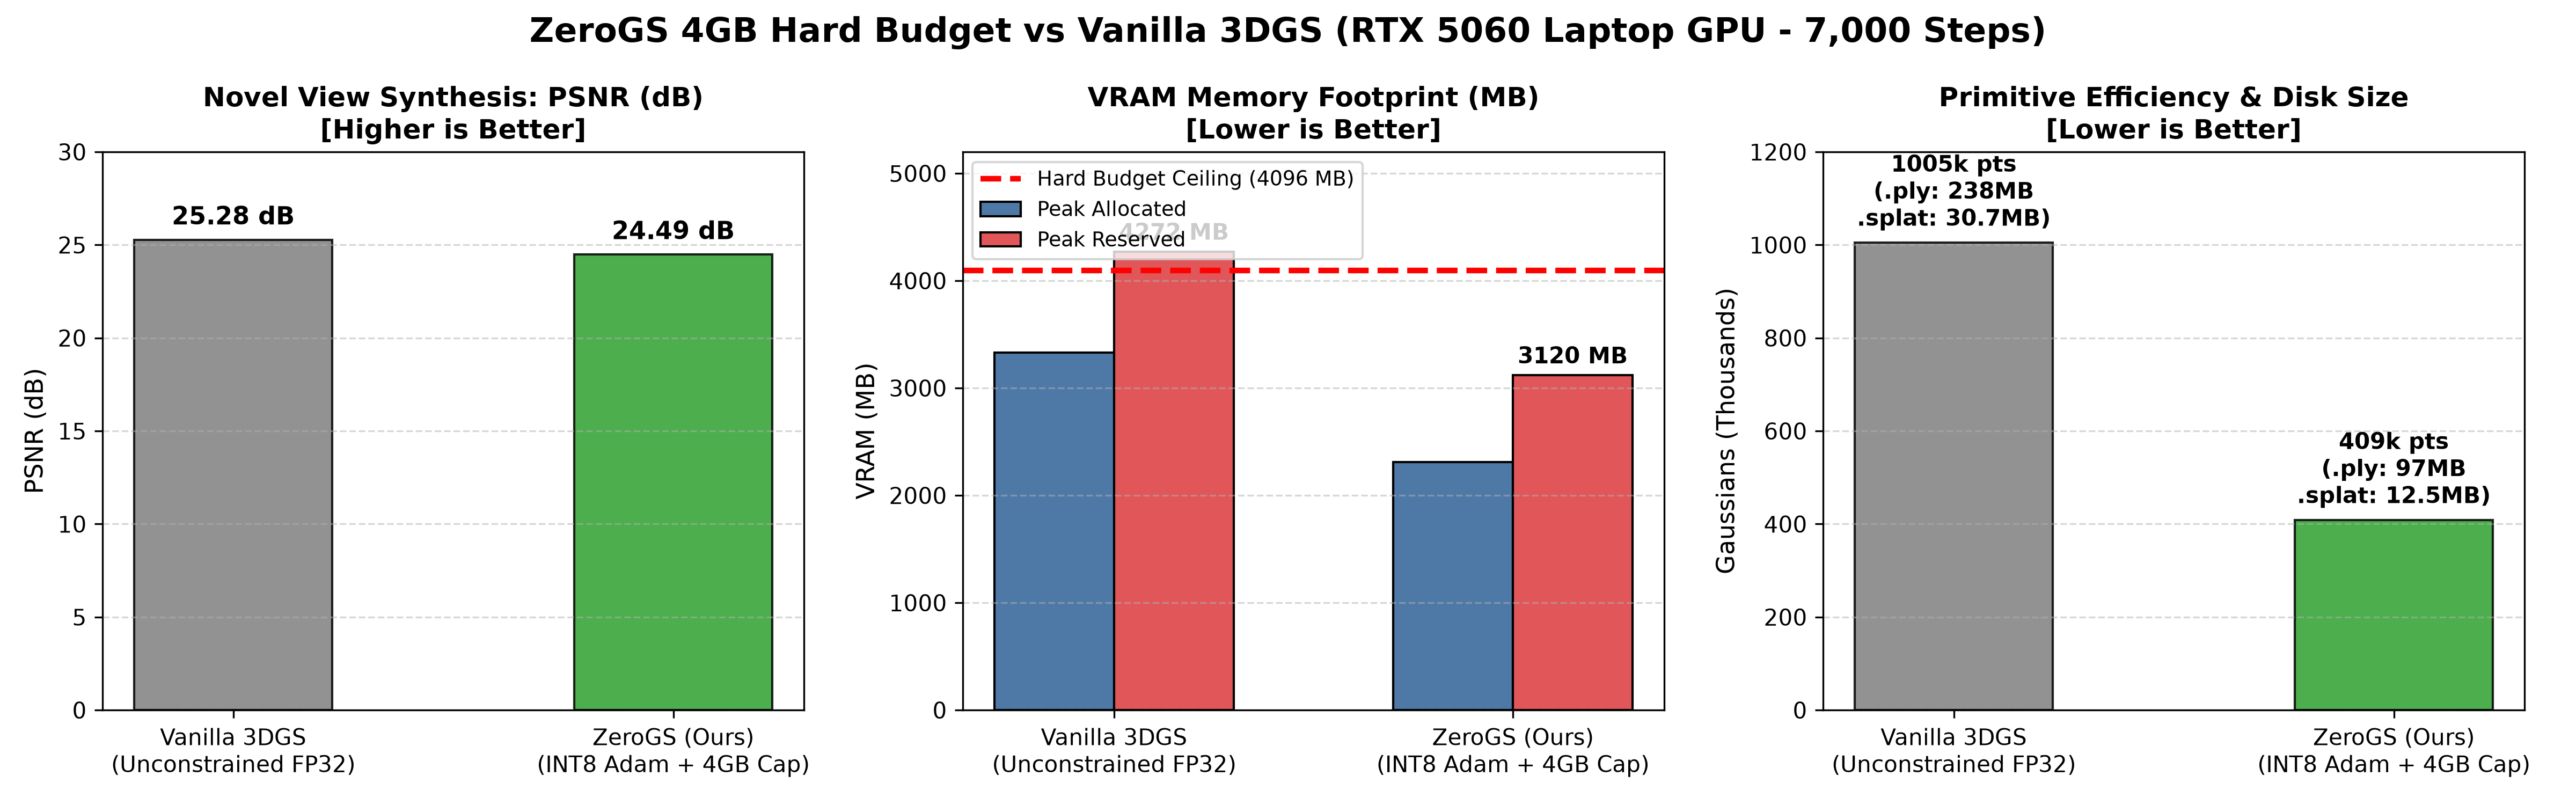 ZeroGS 4GB Hard Budget vs Vanilla 3DGS (RTX 5060 Laptop GPU - 7,000 Steps)
Novel View Synthesis: PSNR (dB)
[Higher is Better]
PSNR (dB)
30
25
20
15
10
5
0
25.28 dB
24.49 dB
Vanilla 3DGS
(Unconstrained FP32)
ZeroGS (Ours)
(INT8 Adam + 4GB Cap)
VRAM Memory Footprint (MB)
[Lower is Better]
VRAM (MB)
5000
4000
3000
2000
1000
0
Hard Budget Ceiling (4096 MB)
Peak Allocated
Peak Reserved
4272 MB
3120 MB
Vanilla 3DGS
(Unconstrained FP32)
ZeroGS (Ours)
(INT8 Adam + 4GB Cap)
Primitive Efficiency & Disk Size
[Lower is Better]
Gaussians (Thousands)
1200
1000
800
600
400
200
0
1005k pts
(.ply: 238MB
.splat: 30.7MB)
409k pts
(.ply: 97MB
.splat: 12.5MB)
Vanilla 3DGS
(Unconstrained FP32)
ZeroGS (Ours)
(INT8 Adam + 4GB Cap)